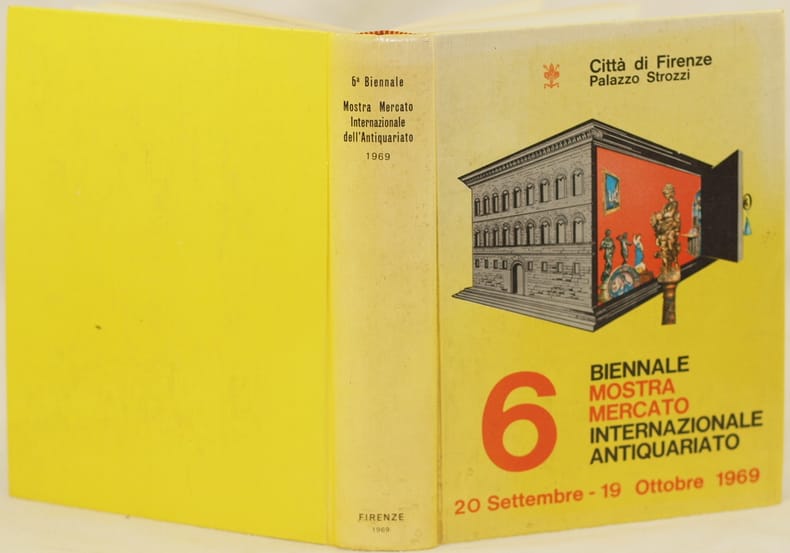 6ª Biennale
Mostra Mercato
Internazionale
dell'Antiquariato
1969
FIRENZE
1969
Città di Firenze
Palazzo Strozzi
6
BIENNALE
MOSTRA
MERCATO
INTERNAZIONALE
ANTIQUARIATO
20 Settembre - 19 Ottobre 1969